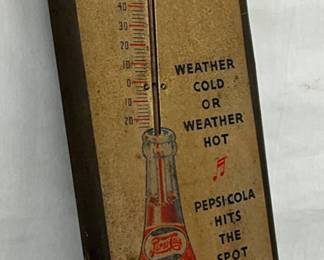 40
30
20
10
0
10
20
WEATHER
COLD
OR
WEATHER
HOT
PEPSI:COLA
HITS
THE
SPOT
Pepsi:Cola